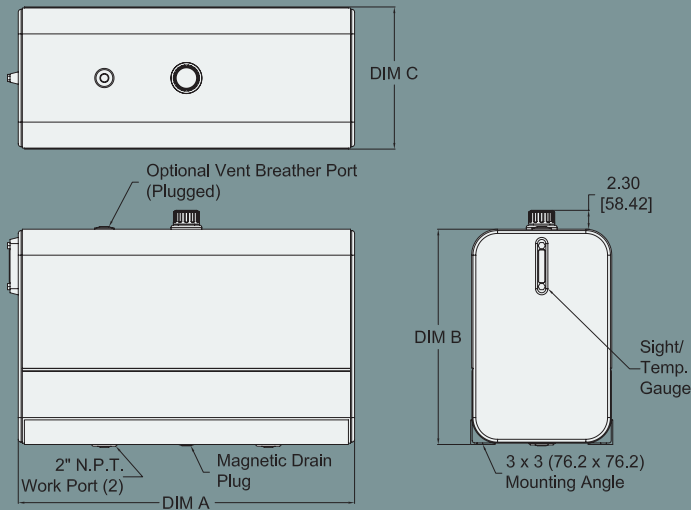 DIM C
Optional Vent Breather Port
(Plugged)
2.30
[58.42]
DIM B
Sight/
Temp.
Gauge
2" N.P.T.
Work Port (2)
Magnetic Drain
Plug
DIM A
3 x 3 (76.2 x 76.2)
Mounting Angle